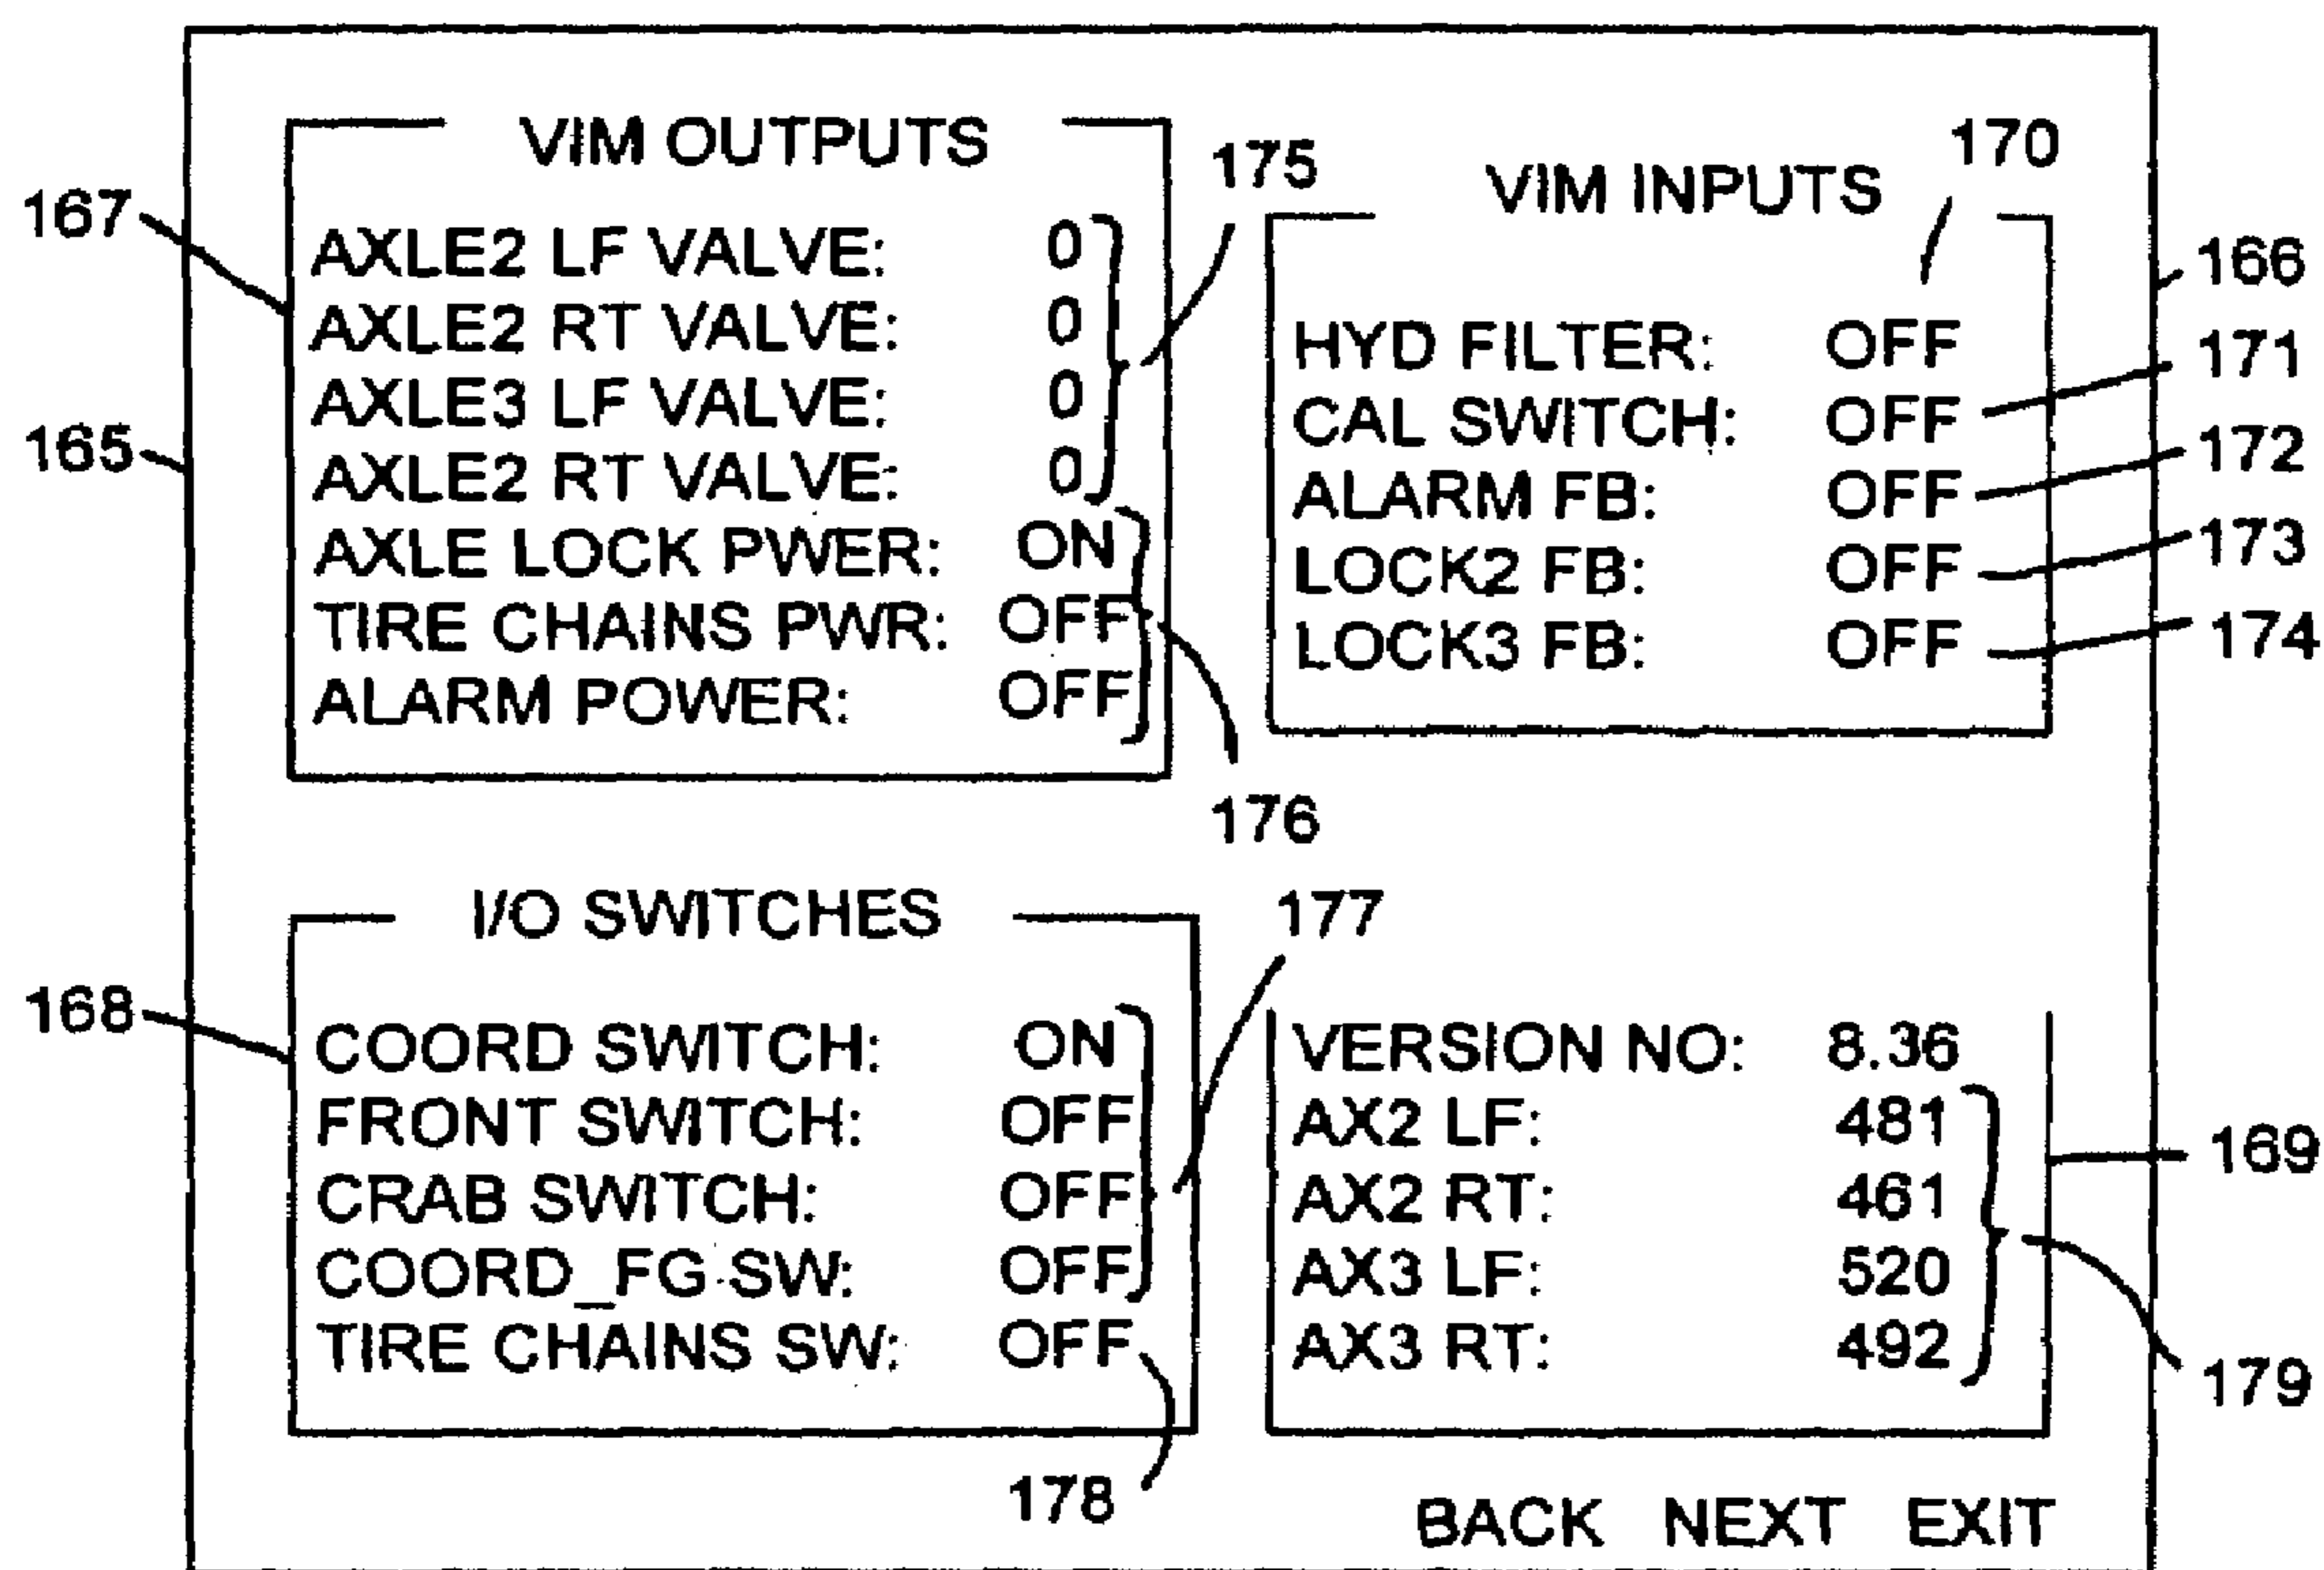 VIM OUTPUTS
167
AXLE2 LF VALVE: 0
AXLE2 RT VALVE: 0
AXLE3 LF VALVE: 0
AXLE2 RT VALVE: 0
175
165
AXLE LOCK PWER: ON
TIRE CHAINS PWR: OFF
ALARM POWER: OFF
176
VIM INPUTS
170
166
HYD FILTER: OFF
CAL SWITCH: OFF 171
ALARM FB: OFF 172
LOCK2 FB: OFF 173
LOCK3 FB: OFF 174
I/O SWITCHES
177
168
COORD SWITCH: ON
FRONT SWITCH: OFF
CRAB SWITCH: OFF
COORD_FG SW: OFF
TIRE CHAINS SW: OFF
178
VERSION NO: 8.36
AX2 LF: 481
AX2 RT: 461
AX3 LF: 520
AX3 RT: 492
169
179
BACK NEXT EXIT